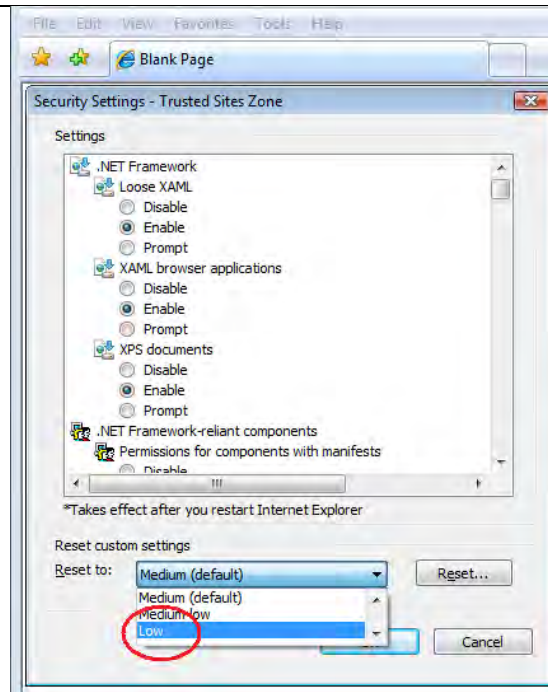 File Edit View Favorites Tools Help
Blank Page
Security Settings - Trusted Sites Zone
Settings
.NET Framework
Loose XAML
Disable
Enable
Prompt
XAML browser applications
Disable
Enable
Prompt
XPS documents
Disable
Enable
Prompt
.NET Framework-reliant components
Permissions for components with manifests
Disable
*Takes effect after you restart Internet Explorer
Reset custom settings
Reset to: Medium (default) Reset...
Medium (default)
Medium low
Low
Cancel